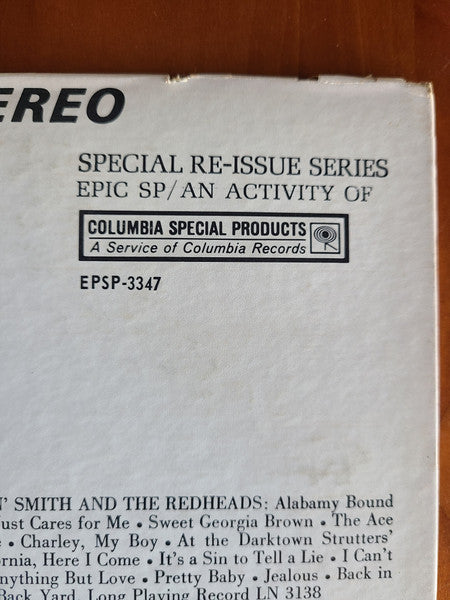 EREO
SPECIAL RE-ISSUE SERIES
EPIC SP/AN ACTIVITY OF
COLUMBIA SPECIAL PRODUCTS
A Service of Columbia Records
EPSP-3347
N' SMITH AND THE REDHEADS: Alabamy Bound
ust Cares for Me • Sweet Georgia Brown • The Ace
e • Charley, My Boy • At the Darktown Strutters'
ornia, Here I Come • It's a Sin to Tell a Lie • I Can't
nything But Love • Pretty Baby • Jealous • Back in
Back Yard. Long Playing Record LN 3138